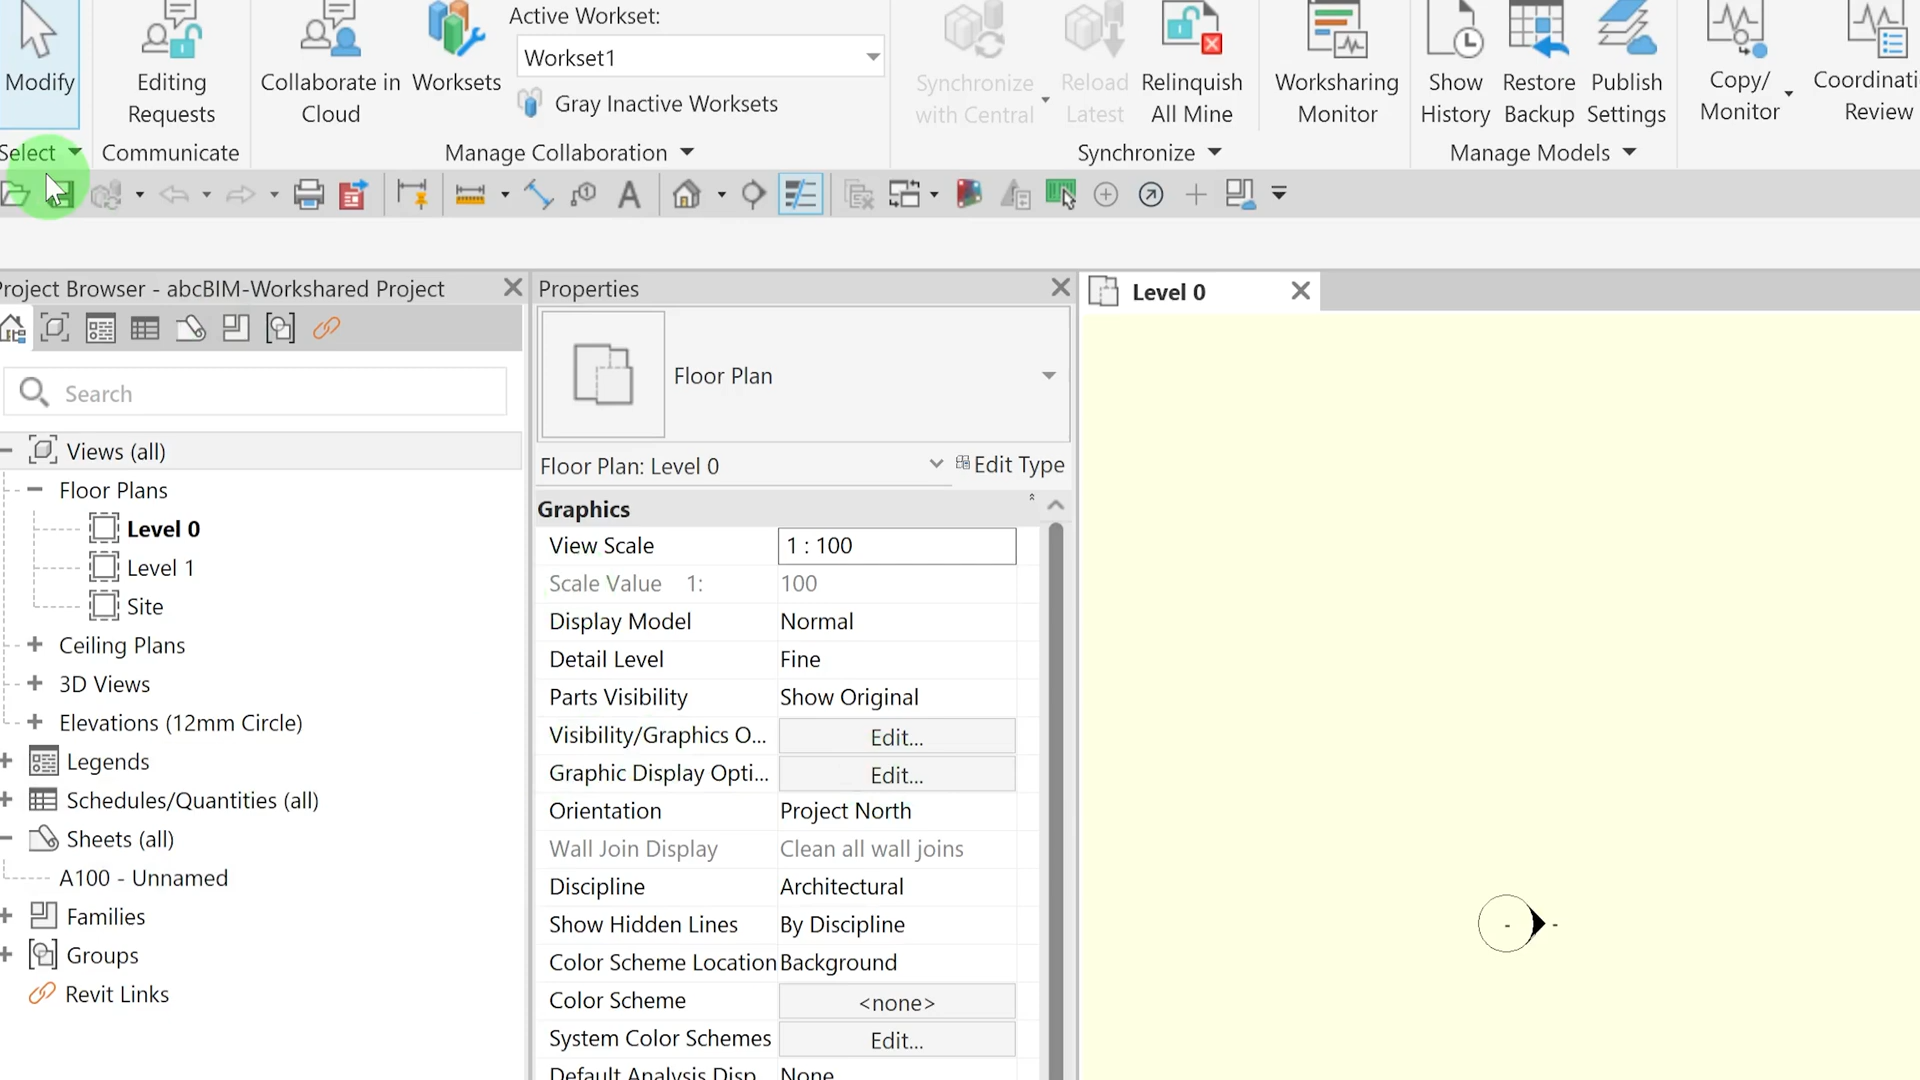 Active Workset:
Workset1
Gray Inactive Worksets
Modify
Editing
Requests
Collaborate in
Cloud
Worksets
Synchronize
with Central
Reload
Latest
Relinquish
All Mine
Worksharing
Monitor
Show
History
Restore
Backup
Publish
Settings
Copy/
Monitor
Coordinati
Review
Select
Communicate
Manage Collaboration
Synchronize
Manage Models
Project Browser - abcBIM-Workshared Project
Search
Views (all)
Floor Plans
Level 0
Level 1
Site
Ceiling Plans
3D Views
Elevations (12mm Circle)
Legends
Schedules/Quantities (all)
Sheets (all)
A100 - Unnamed
Families
Groups
Revit Links
Properties
Floor Plan
Floor Plan: Level 0
Edit Type
Graphics
View Scale 1 : 100
Scale Value 1: 100
Display Model Normal
Detail Level Fine
Parts Visibility Show Original
Visibility/Graphics O... Edit...
Graphic Display Opti... Edit...
Orientation Project North
Wall Join Display Clean all wall joins
Discipline Architectural
Show Hidden Lines By Discipline
Color Scheme Location Background
Color Scheme <none>
System Color Schemes Edit...
Default Analysis Disp... None
Level 0